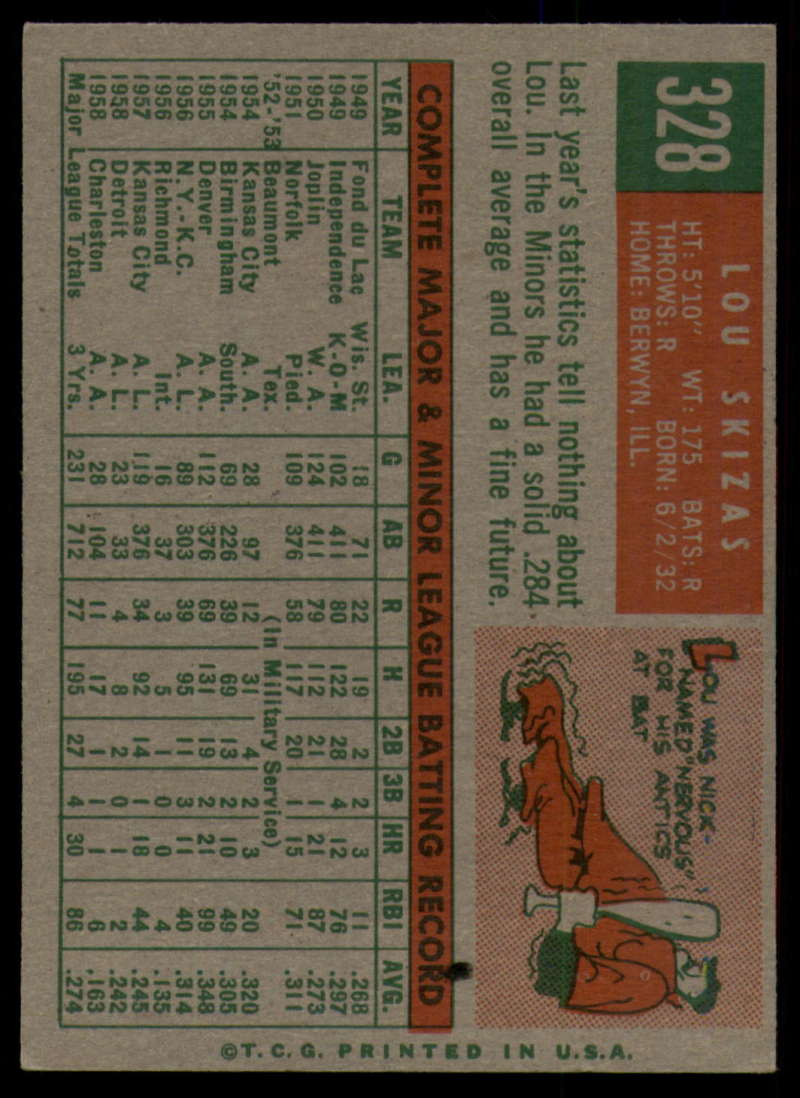 328
LOU SKIZAS
HT: 5'10" WT: 175 BATS: R
THROWS: R BORN: 6/2/32
HOME: BERWYN, ILL.
Last year's statistics tell nothing about
Lou. In the Minors he had a solid .284
overall average and has a fine future.
LOU WAS NICK-
NAMED "NERVOUS"
FOR HIS ANTICS
AT BAT
COMPLETE MAJOR & MINOR LEAGUE BATTING RECORD
YEAR TEAM LEA. G AB R H 2B 3B HR RBI AVG.
1949 Fond du Lac Wis. St. 18 71 22 19 2 2 3 11 .268
1949 Independence K-O-M 102 411 80 122 28 4 12 76 .297
1950 Joplin W. A. 124 411 79 112 21 1 21 87 .273
1951 Norfolk Pied. 109 376 58 117 20 1 15 71 .311
'52-'53 Beaumont Tex. (In Military Service)
1954 Kansas City A. A. 28 97 12 31 4 2 3 20 .320
1954 Birmingham South. 69 226 39 69 13 2 10 49 .305
1955 Denver A. A. 112 376 69 131 19 2 21 99 .348
1956 N.Y.-K.C. A. L. 89 303 39 95 11 3 11 40 .314
1956 Richmond Int. 16 37 3 5 1 0 0 4 .135
1957 Kansas City A. L. 119 376 34 92 14 1 18 44 .245
1958 Detroit A. L. 23 33 4 8 2 0 1 2 .242
1958 Charleston A. A. 28 104 11 17 1 1 1 6 .163
Major League Totals 3 Yrs. 231 712 77 195 27 4 30 86 .274
©T.C.G. PRINTED IN U.S.A.